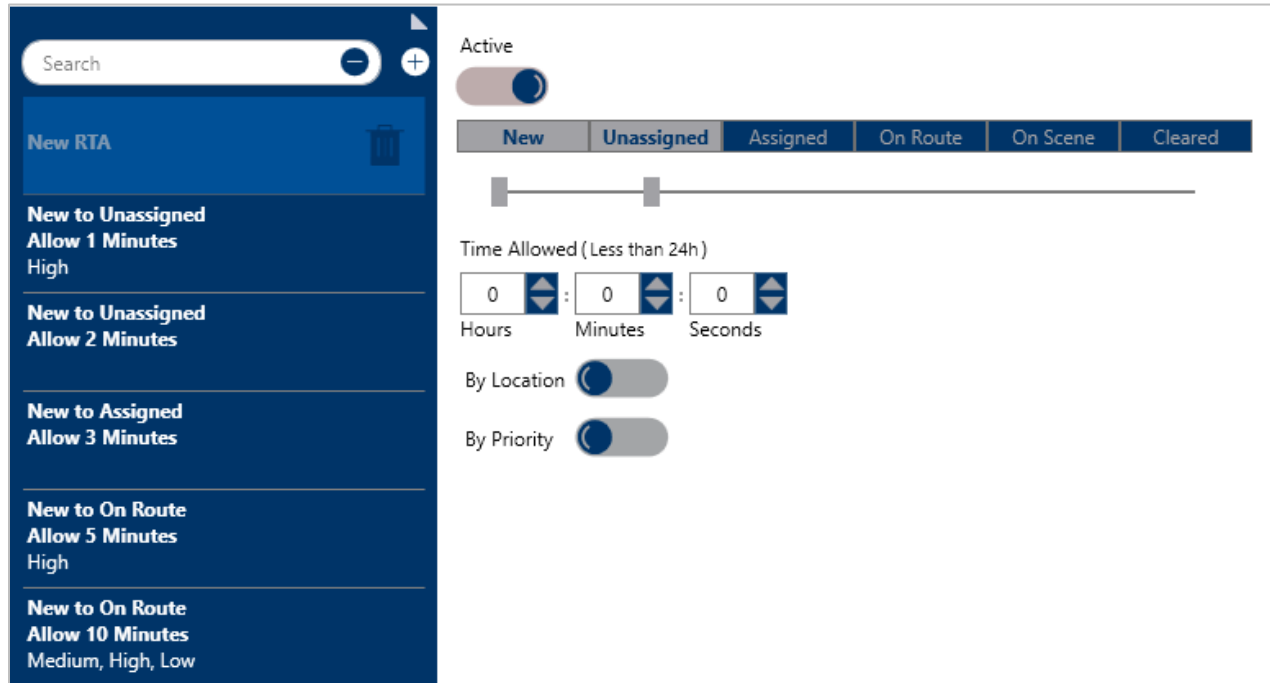 Search
New RTA
New to Unassigned
Allow 1 Minutes
High
New to Unassigned
Allow 2 Minutes
New to Assigned
Allow 3 Minutes
New to On Route
Allow 5 Minutes
High
New to On Route
Allow 10 Minutes
Medium, High, Low
Active
New Unassigned Assigned On Route On Scene Cleared
Time Allowed (Less than 24h)
0 : 0 : 0
Hours Minutes Seconds
By Location
By Priority